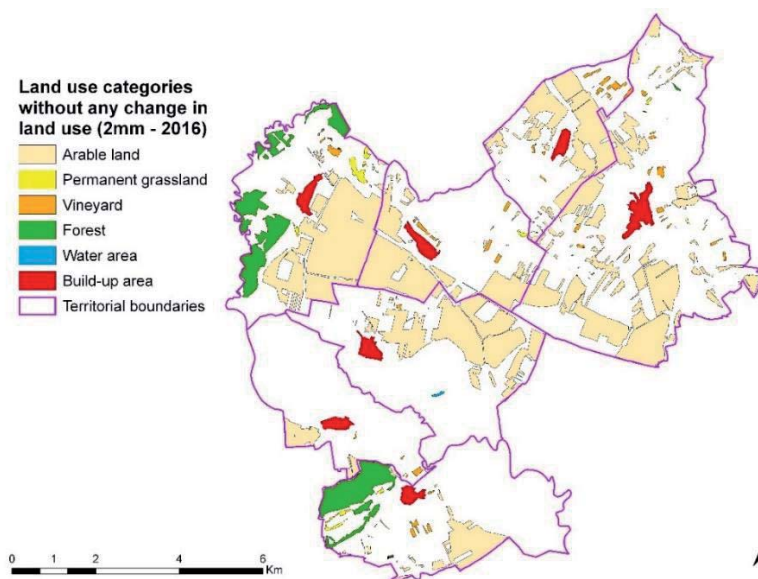 Land use categories
without any change in
land use (2mm - 2016)
Arable land
Permanent grassland
Vineyard
Forest
Water area
Build-up area
Territorial boundaries
0 1 2 4 6
Km